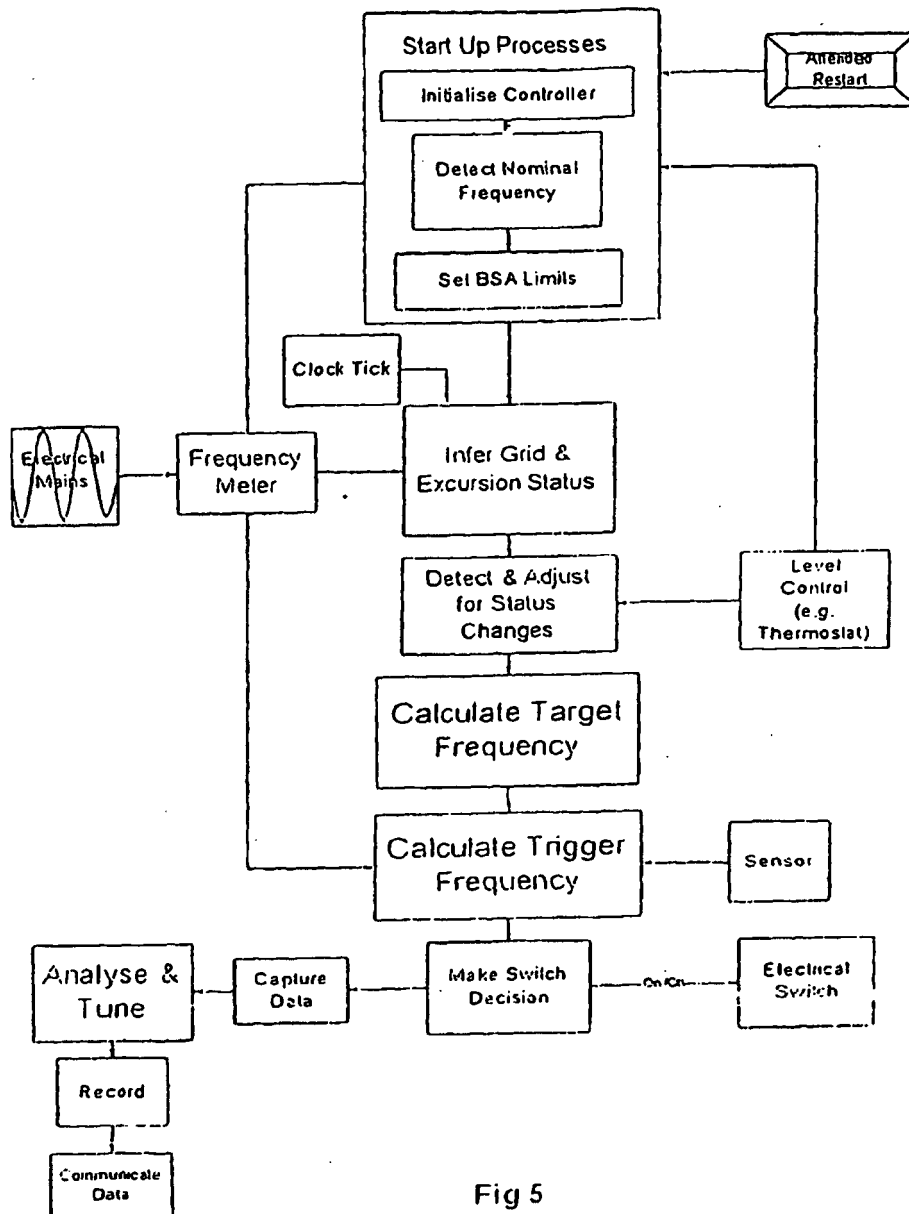 Start Up Processes
Attended
Restart
Initialise Controller
Detect Nominal
Frequency
Set BSA Limits
Clock Tick
Electrical
Mains
Frequency
Meter
Infer Grid &
Excursion Status
Detect & Adjust
for Status
Changes
Level
Control
(e.g.
Thermostat)
Calculate Target
Frequency
Calculate Trigger
Frequency
Sensor
Analyse &
Tune
Capture
Data
Make Switch
Decision
Electrical
Switch
Record
Communicate
Data
Fig 5